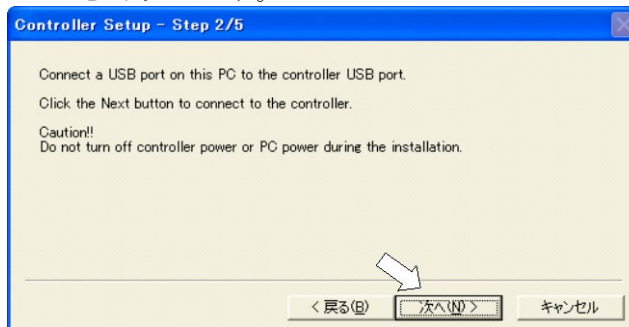 Controller Setup - Step 2/5
Connect a USB port on this PC to the controller USB port.
Click the Next button to connect to the controller.
Caution!!
Do not turn off controller power or PC power during the installation.
< 戻る(B) 次へ(N) > キャンセル